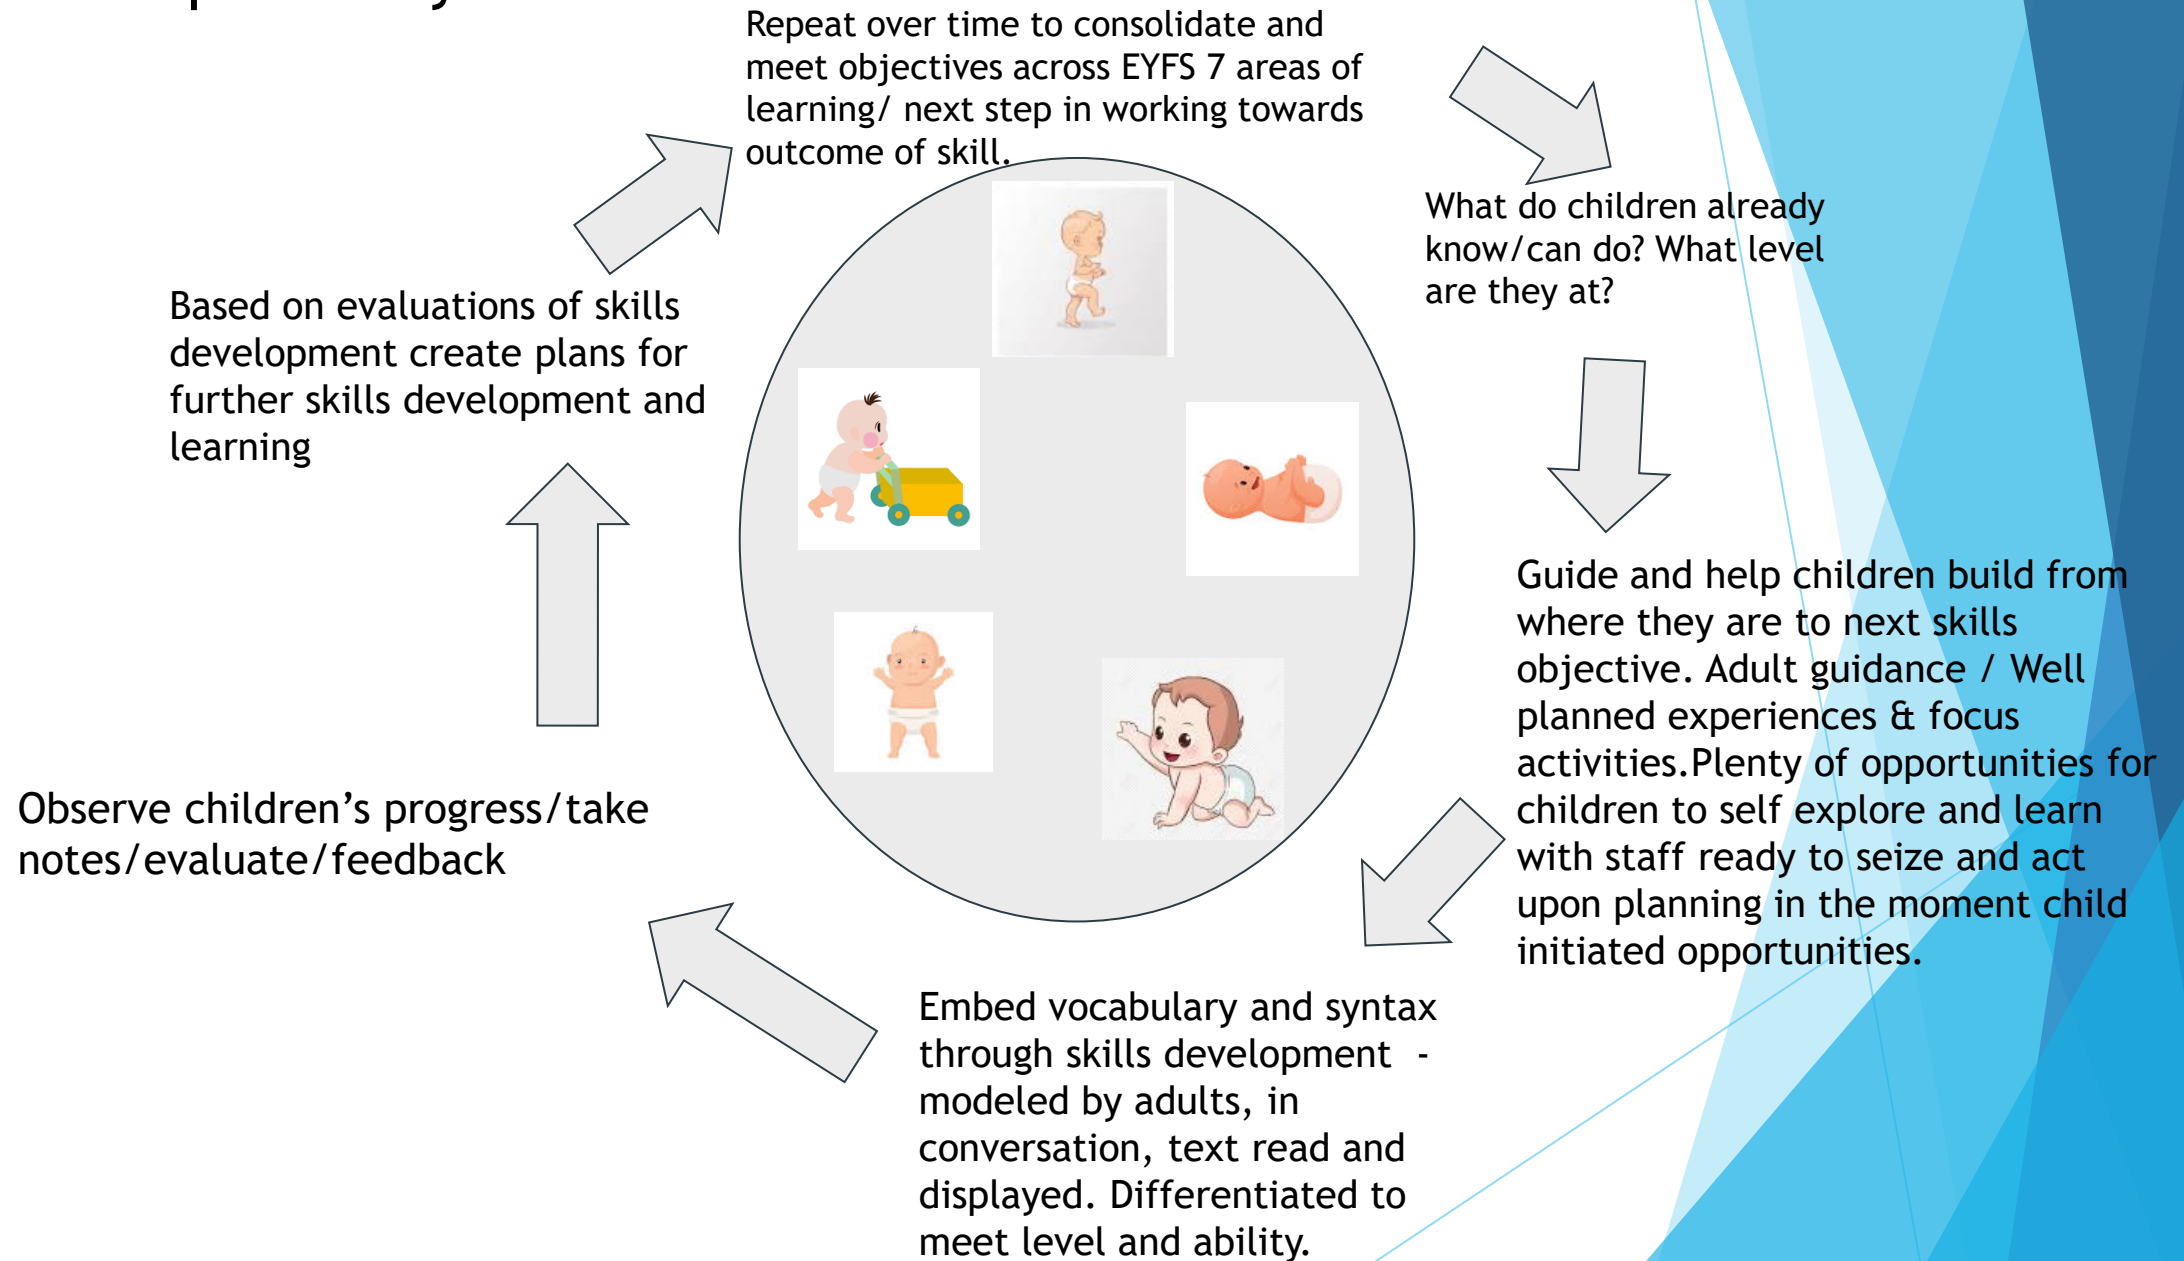 Repeat over time to consolidate and
meet objectives across EYFS 7 areas of
learning/ next step in working towards
outcome of skill.
What do children already
know/can do? What level
are they at?
Guide and help children build from
where they are to next skills
objective. Adult guidance / Well
planned experiences & focus
activities.Plenty of opportunities for
children to self explore and learn
with staff ready to seize and act
upon planning in the moment child
initiated opportunities.
Embed vocabulary and syntax
through skills development -
modeled by adults, in
conversation, text read and
displayed. Differentiated to
meet level and ability.
Observe children’s progress/take
notes/evaluate/feedback
Based on evaluations of skills
development create plans for
further skills development and
learning